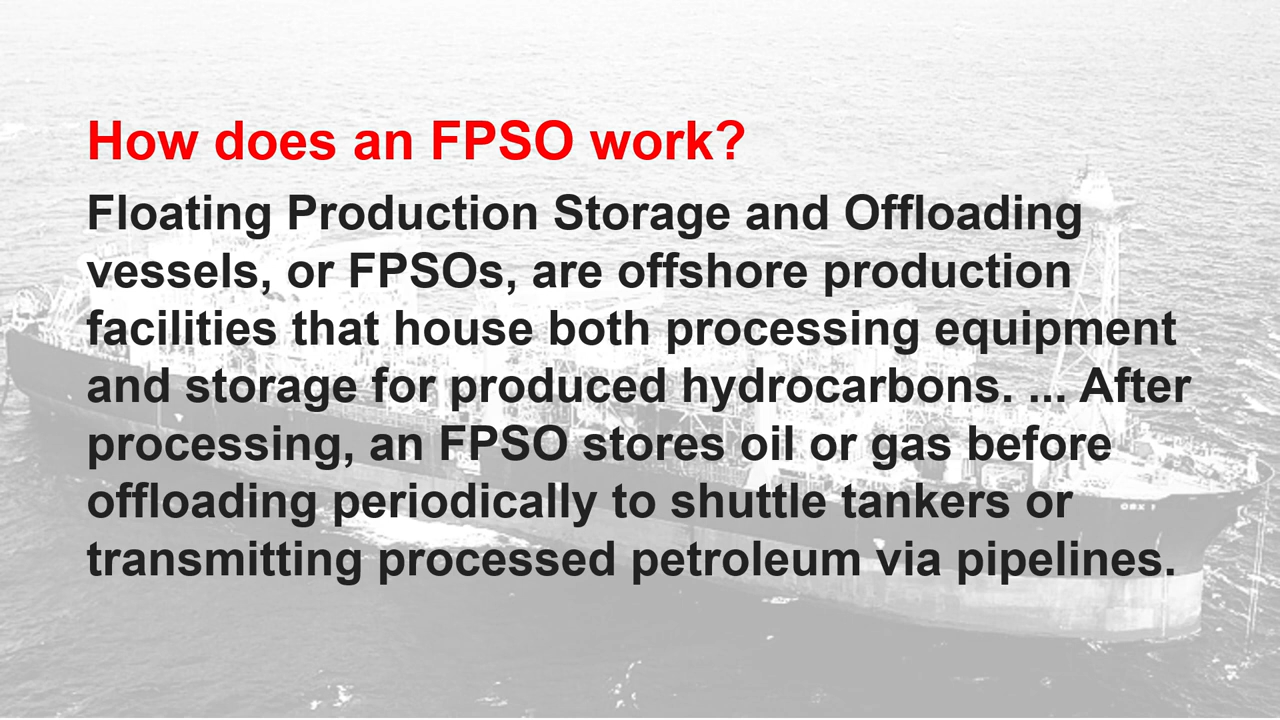 How does an FPSO work?
Floating Production Storage and Offloading
vessels, or FPSOs, are offshore production
facilities that house both processing equipment
and storage for produced hydrocarbons. ... After
processing, an FPSO stores oil or gas before
offloading periodically to shuttle tankers or
transmitting processed petroleum via pipelines.